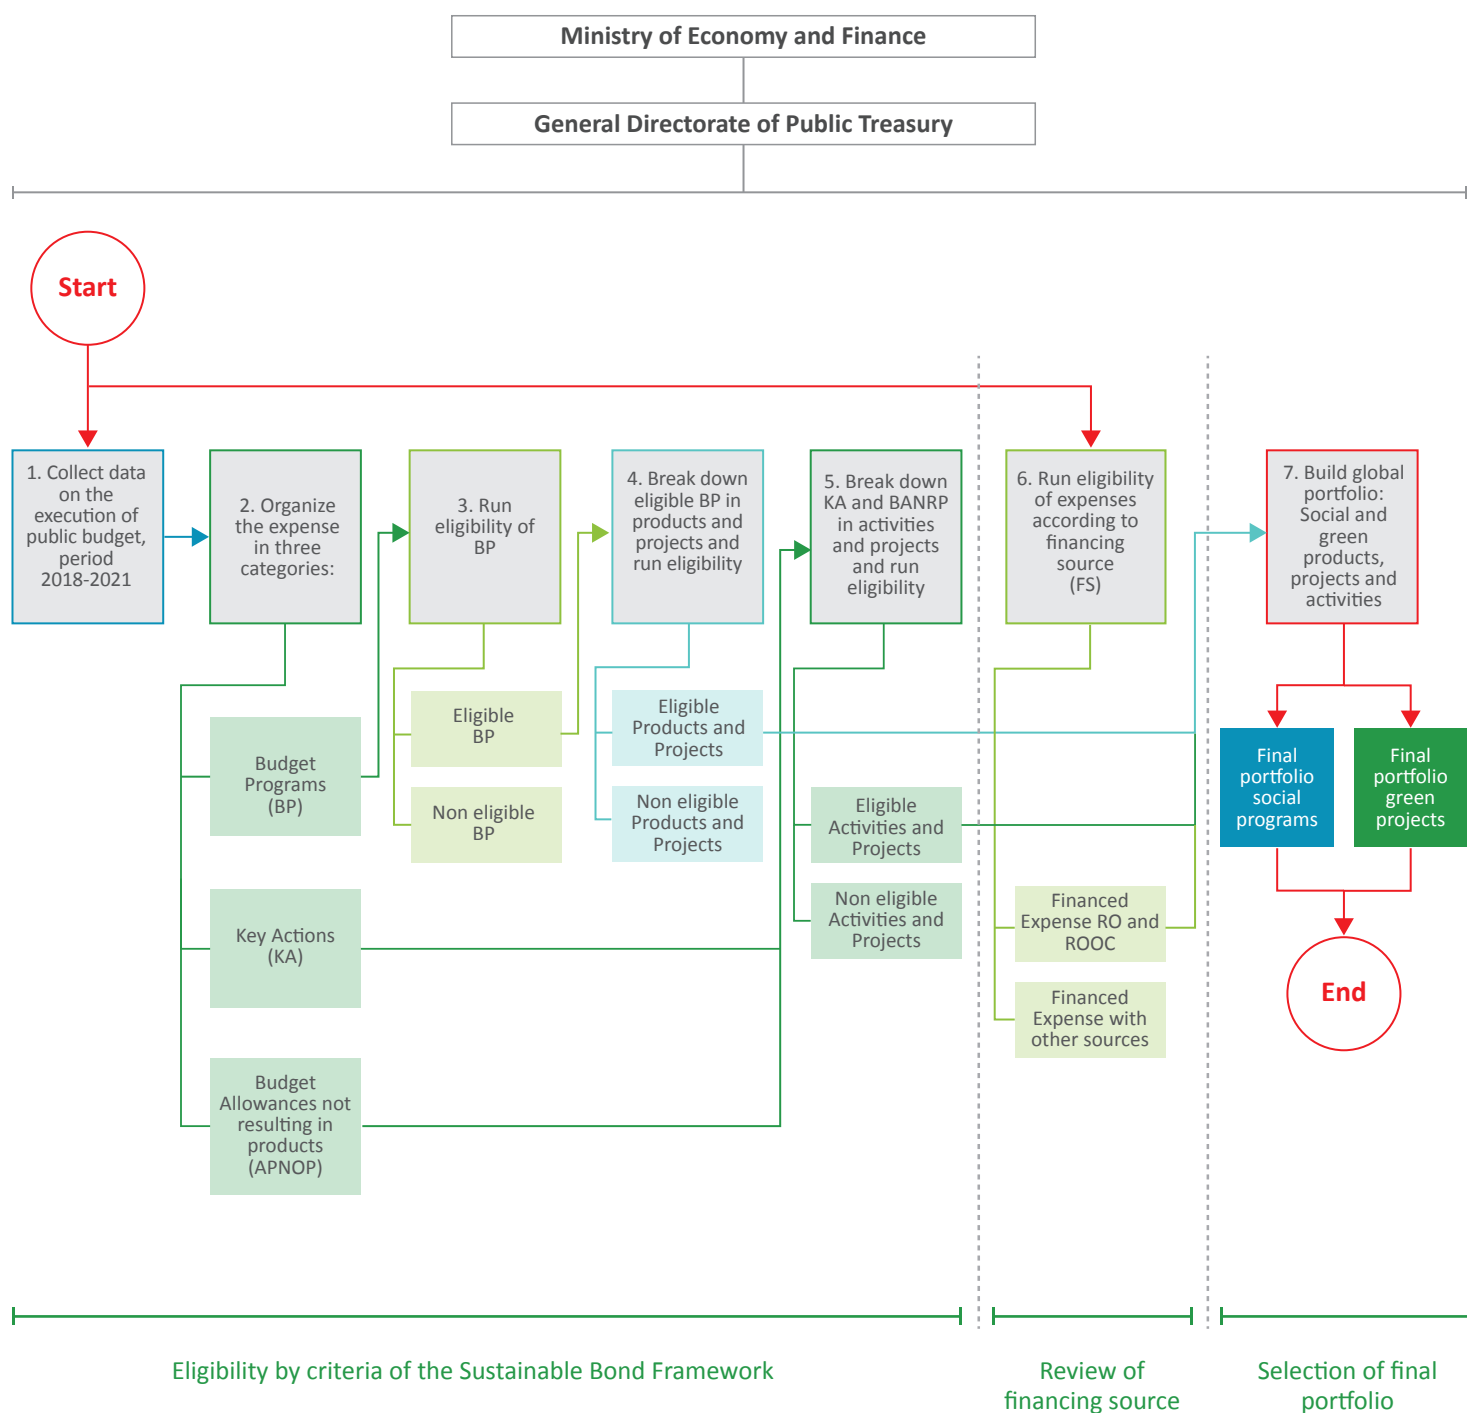 Ministry of Economy and Finance
General Directorate of Public Treasury
Start
1. Collect data
on the
execution of
public budget,
period
2018-2021
2. Organize
the expense
in three
categories:
3. Run
eligibility of
BP
4. Break down
eligible BP in
products and
projects and
run eligibility
5. Break down
KA and BANRP
in activities
and projects
and run
eligibility
6. Run eligibility
of expenses
according to
financing
source
(FS)
7. Build global
portfolio:
Social and
green
products,
projects and
activities
Budget
Programs
(BP)
Key Actions
(KA)
Budget
Allowances not
resulting in
products
(APNOP)
Eligible
BP
Non eligible
BP
Eligible
Products and
Projects
Non eligible
Products and
Projects
Eligible
Activities and
Projects
Non eligible
Activities and
Projects
Financed
Expense RO and
ROOC
Financed
Expense with
other sources
Final
portfolio
social
programs
Final
portfolio
green
projects
End
Eligibility by criteria of the Sustainable Bond Framework
Review of
financing source
Selection of final
portfolio